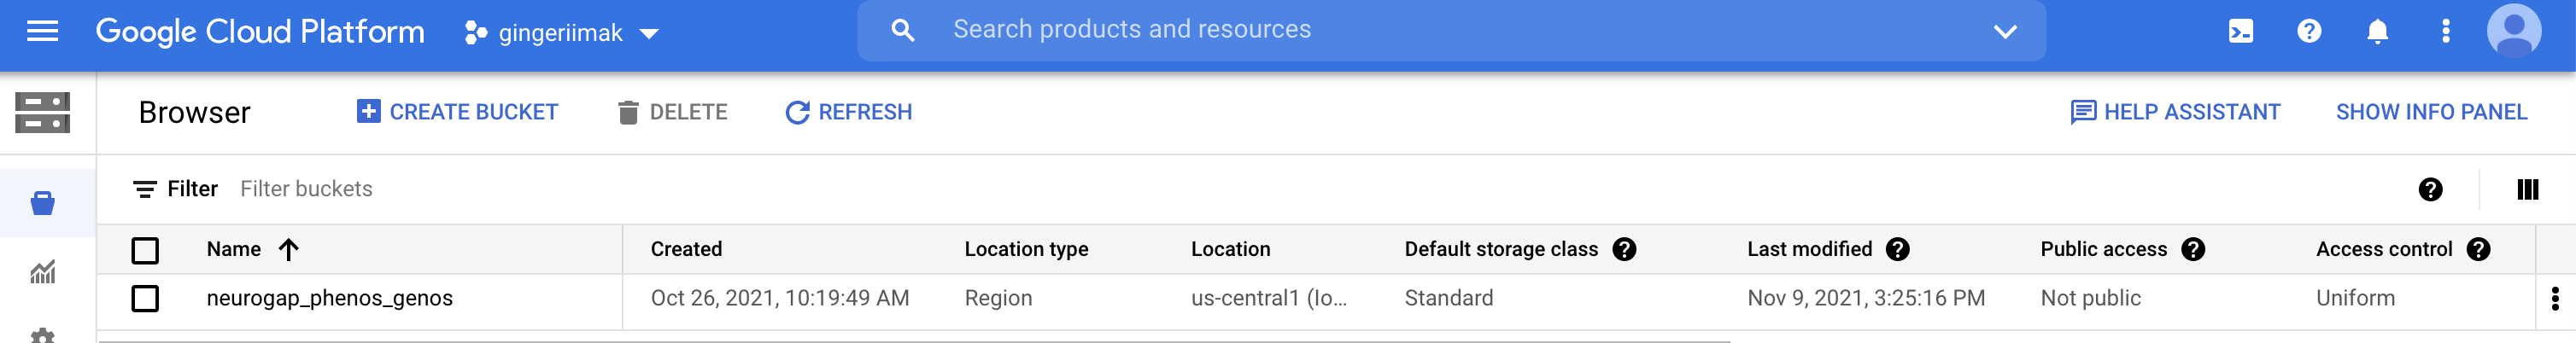 Google Cloud Platform gingeriimak Search products and resources
Browser CREATE BUCKET DELETE REFRESH HELP ASSISTANT SHOW INFO PANEL
Filter Filter buckets
Name Created Location type Location Default storage class Last modified Public access Access control
neurogap_phenos_genos Oct 26, 2021, 10:19:49 AM Region us-central1 (Io... Standard Nov 9, 2021, 3:25:16 PM Not public Uniform